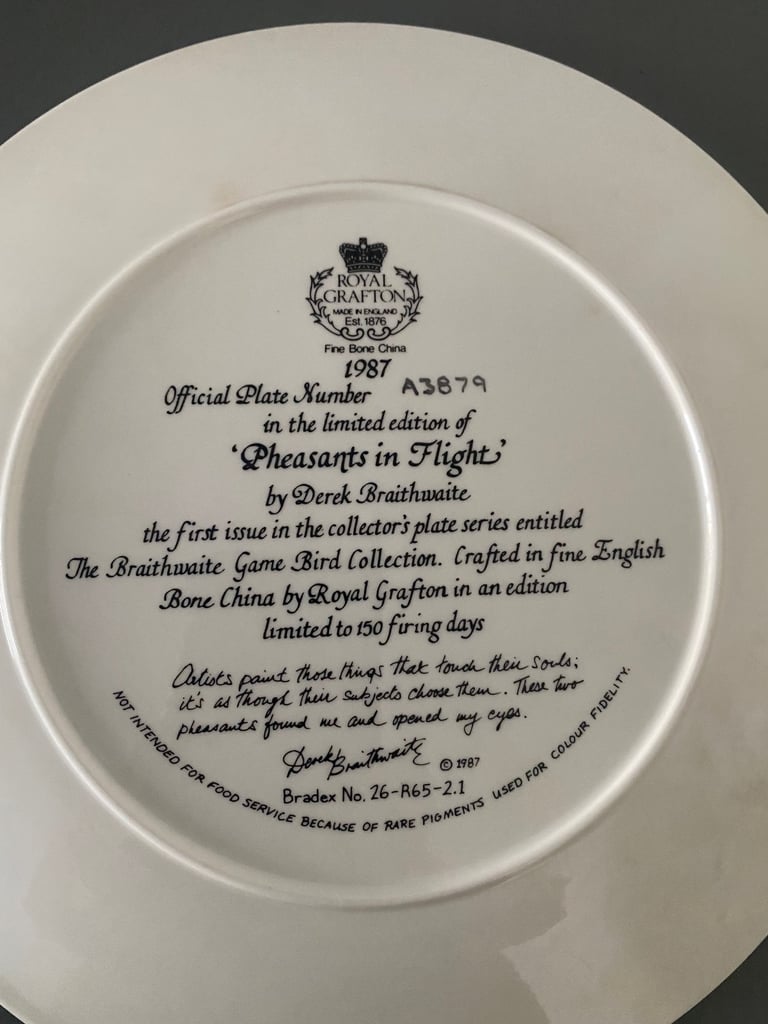 ROYAL
GRAFTON
MADE IN ENGLAND
Est. 1876
Fine Bone China
1987
Official Plate Number A3879
in the limited edition of
'Pheasants in Flight'
by Derek Braithwaite
the first issue in the collector's plate series entitled
The Braithwaite Game Bird Collection. Crafted in fine English
Bone China by Royal Grafton in an edition
limited to 150 firing days
Artists paint those things that touch their souls;
it's as though their subjects choose them. These two
pheasants found me and opened my eyes.
Derek Braithwaite © 1987
Bradex No. 26-R65-2.1
NOT INTENDED FOR FOOD SERVICE BECAUSE OF RARE PIGMENTS USED FOR COLOUR FIDELITY.